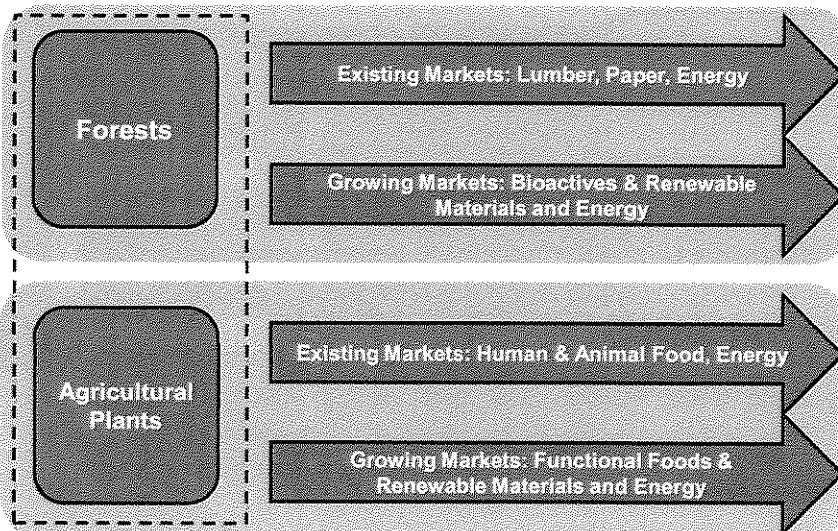 Forests
Existing Markets: Lumber, Paper, Energy
Growing Markets: Bioactives & Renewable
Materials and Energy
Agricultural
Plants
Existing Markets: Human & Animal Food, Energy
Growing Markets: Functional Foods &
Renewable Materials and Energy